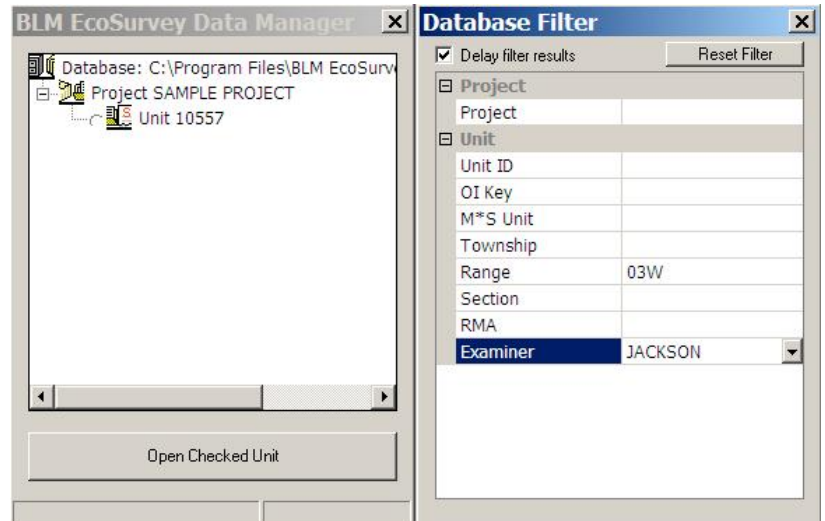 BLM EcoSurvey Data Manager
Database: C:\Program Files\BLM EcoSurv
Project SAMPLE PROJECT
Unit 10557
Open Checked Unit
Database Filter
Delay filter results
Reset Filter
Project
Project
Unit
Unit ID
OI Key
M*S Unit
Township
Range 03W
Section
RMA
Examiner JACKSON